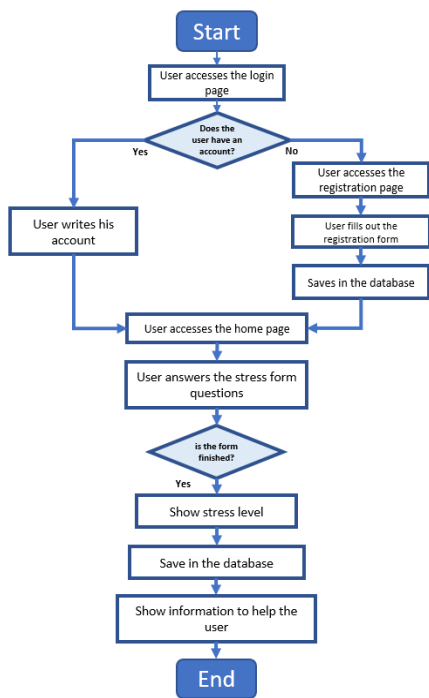 Start
User accesses the login
page
Does the
user have an
account?
Yes
No
User accesses the
registration page
User writes his
account
User fills out the
registration form
Saves in the database
User accesses the home page
User answers the stress form
questions
is the form
finished?
Yes
Show stress level
Save in the database
Show information to help the
user
End